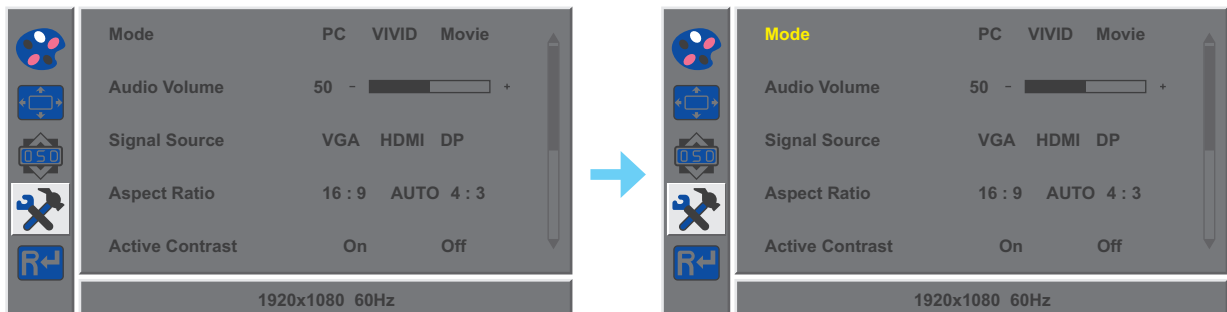 Mode PC VIVID Movie
Audio Volume 50 - +
Signal Source VGA HDMI DP
Aspect Ratio 16 : 9 AUTO 4 : 3
Active Contrast On Off
OSD
R
1920x1080 60Hz
Mode PC VIVID Movie
Audio Volume 50 - +
Signal Source VGA HDMI DP
Aspect Ratio 16 : 9 AUTO 4 : 3
Active Contrast On Off
OSD
R
1920x1080 60Hz